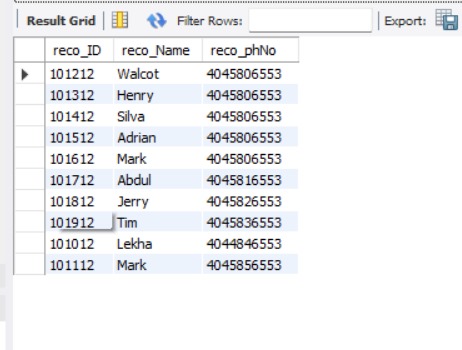 Result Grid Filter Rows: Export:
reco_ID reco_Name reco_phNo
101212 Walcot 4045806553
101312 Henry 4045806553
101412 Silva 4045806553
101512 Adrian 4045806553
101612 Mark 4045806553
101712 Abdul 4045816553
101812 Jerry 4045826553
101912 Tim 4045836553
101012 Lekha 4044846553
101112 Mark 4045856553